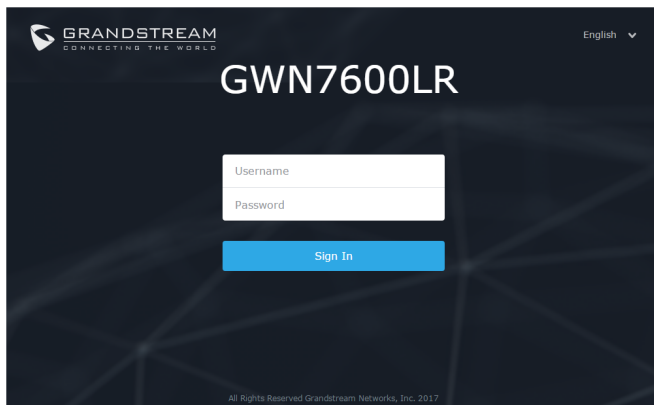 GRANDSTREAM
CONNECTING THE WORLD
English
GWN7600LR
Username
Password
Sign In
All Rights Reserved Grandstream Networks, Inc. 2017